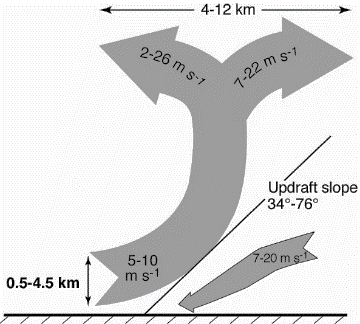 4-12 km
2-26 m s-1
7-22 m s-1
Updraft slope
34°-76°
5-10
m s-1
7-20 m s-1
0.5-4.5 km